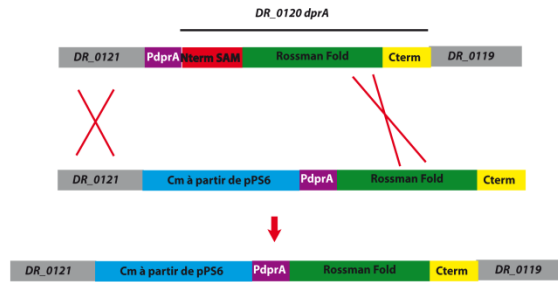 DR_0120 dprA
DR_0121 PdprA Nterm SAM Rossman Fold Cterm DR_0119
DR_0121 Cm à partir de pPS6 PdprA Rossman Fold Cterm
DR_0121 Cm à partir de pPS6 PdprA Rossman Fold Cterm DR_0119